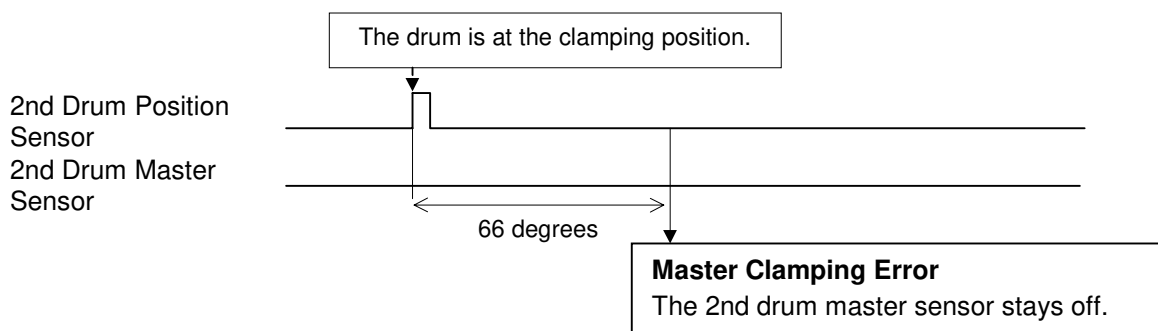 The drum is at the clamping position.
2nd Drum Position
Sensor
2nd Drum Master
Sensor
66 degrees
Master Clamping Error
The 2nd drum master sensor stays off.